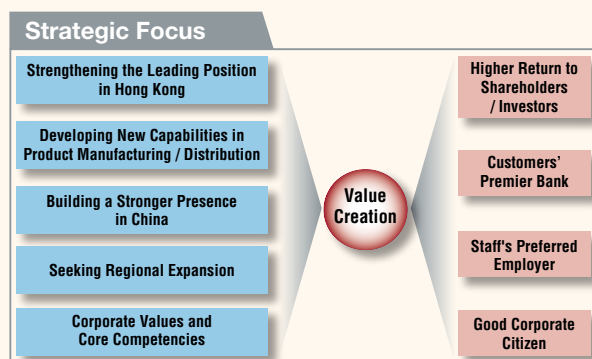 Strategic Focus
Strengthening the Leading Position
in Hong Kong
Developing New Capabilities in
Product Manufacturing / Distribution
Building a Stronger Presence
in China
Seeking Regional Expansion
Corporate Values and
Core Competencies
Value
Creation
Higher Return to
Shareholders
/ Investors
Customers'
Premier Bank
Staff's Preferred
Employer
Good Corporate
Citizen